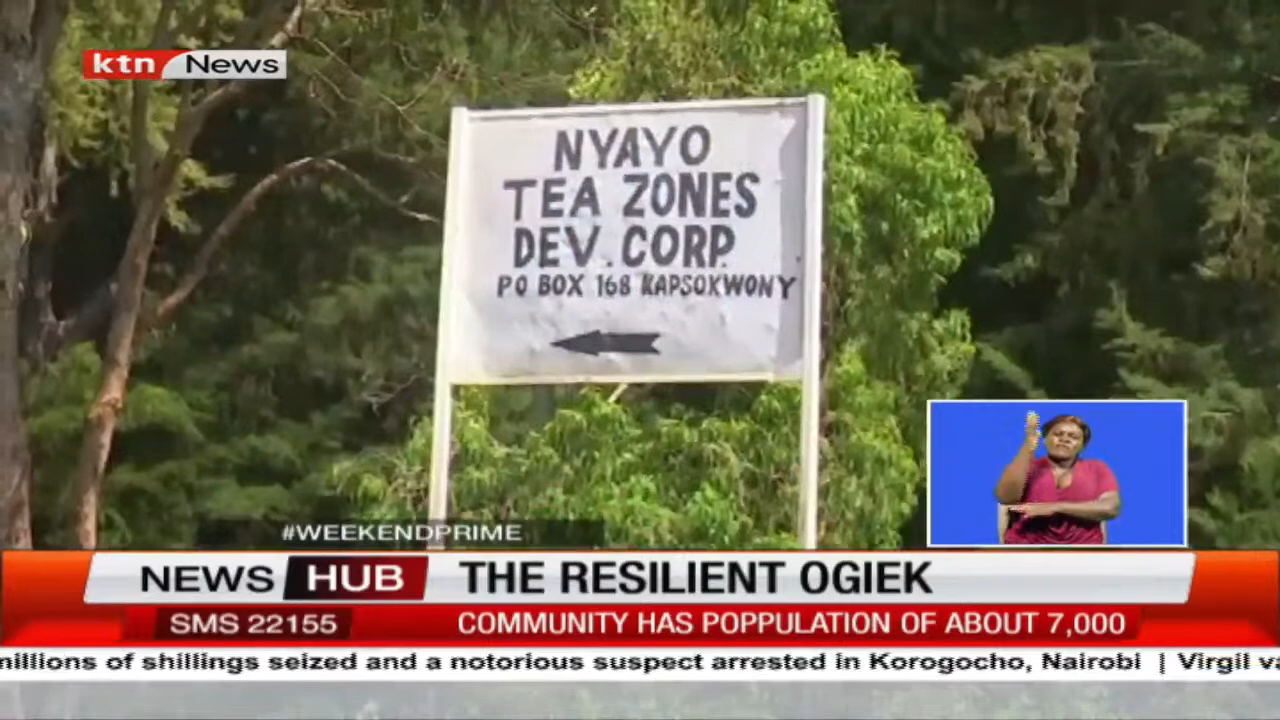 ktn News
NYAYO
TEA ZONES
DEV. CORP.
PO BOX 168 KAPSOKWONY
#WEEKENDPRIME
NEWS HUB
THE RESILIENT OGIEK
SMS 22155
COMMUNITY HAS POPPULATION OF ABOUT 7,000
millions of shillings seized and a notorious suspect arrested in Korogocho, Nairobi | Virgil